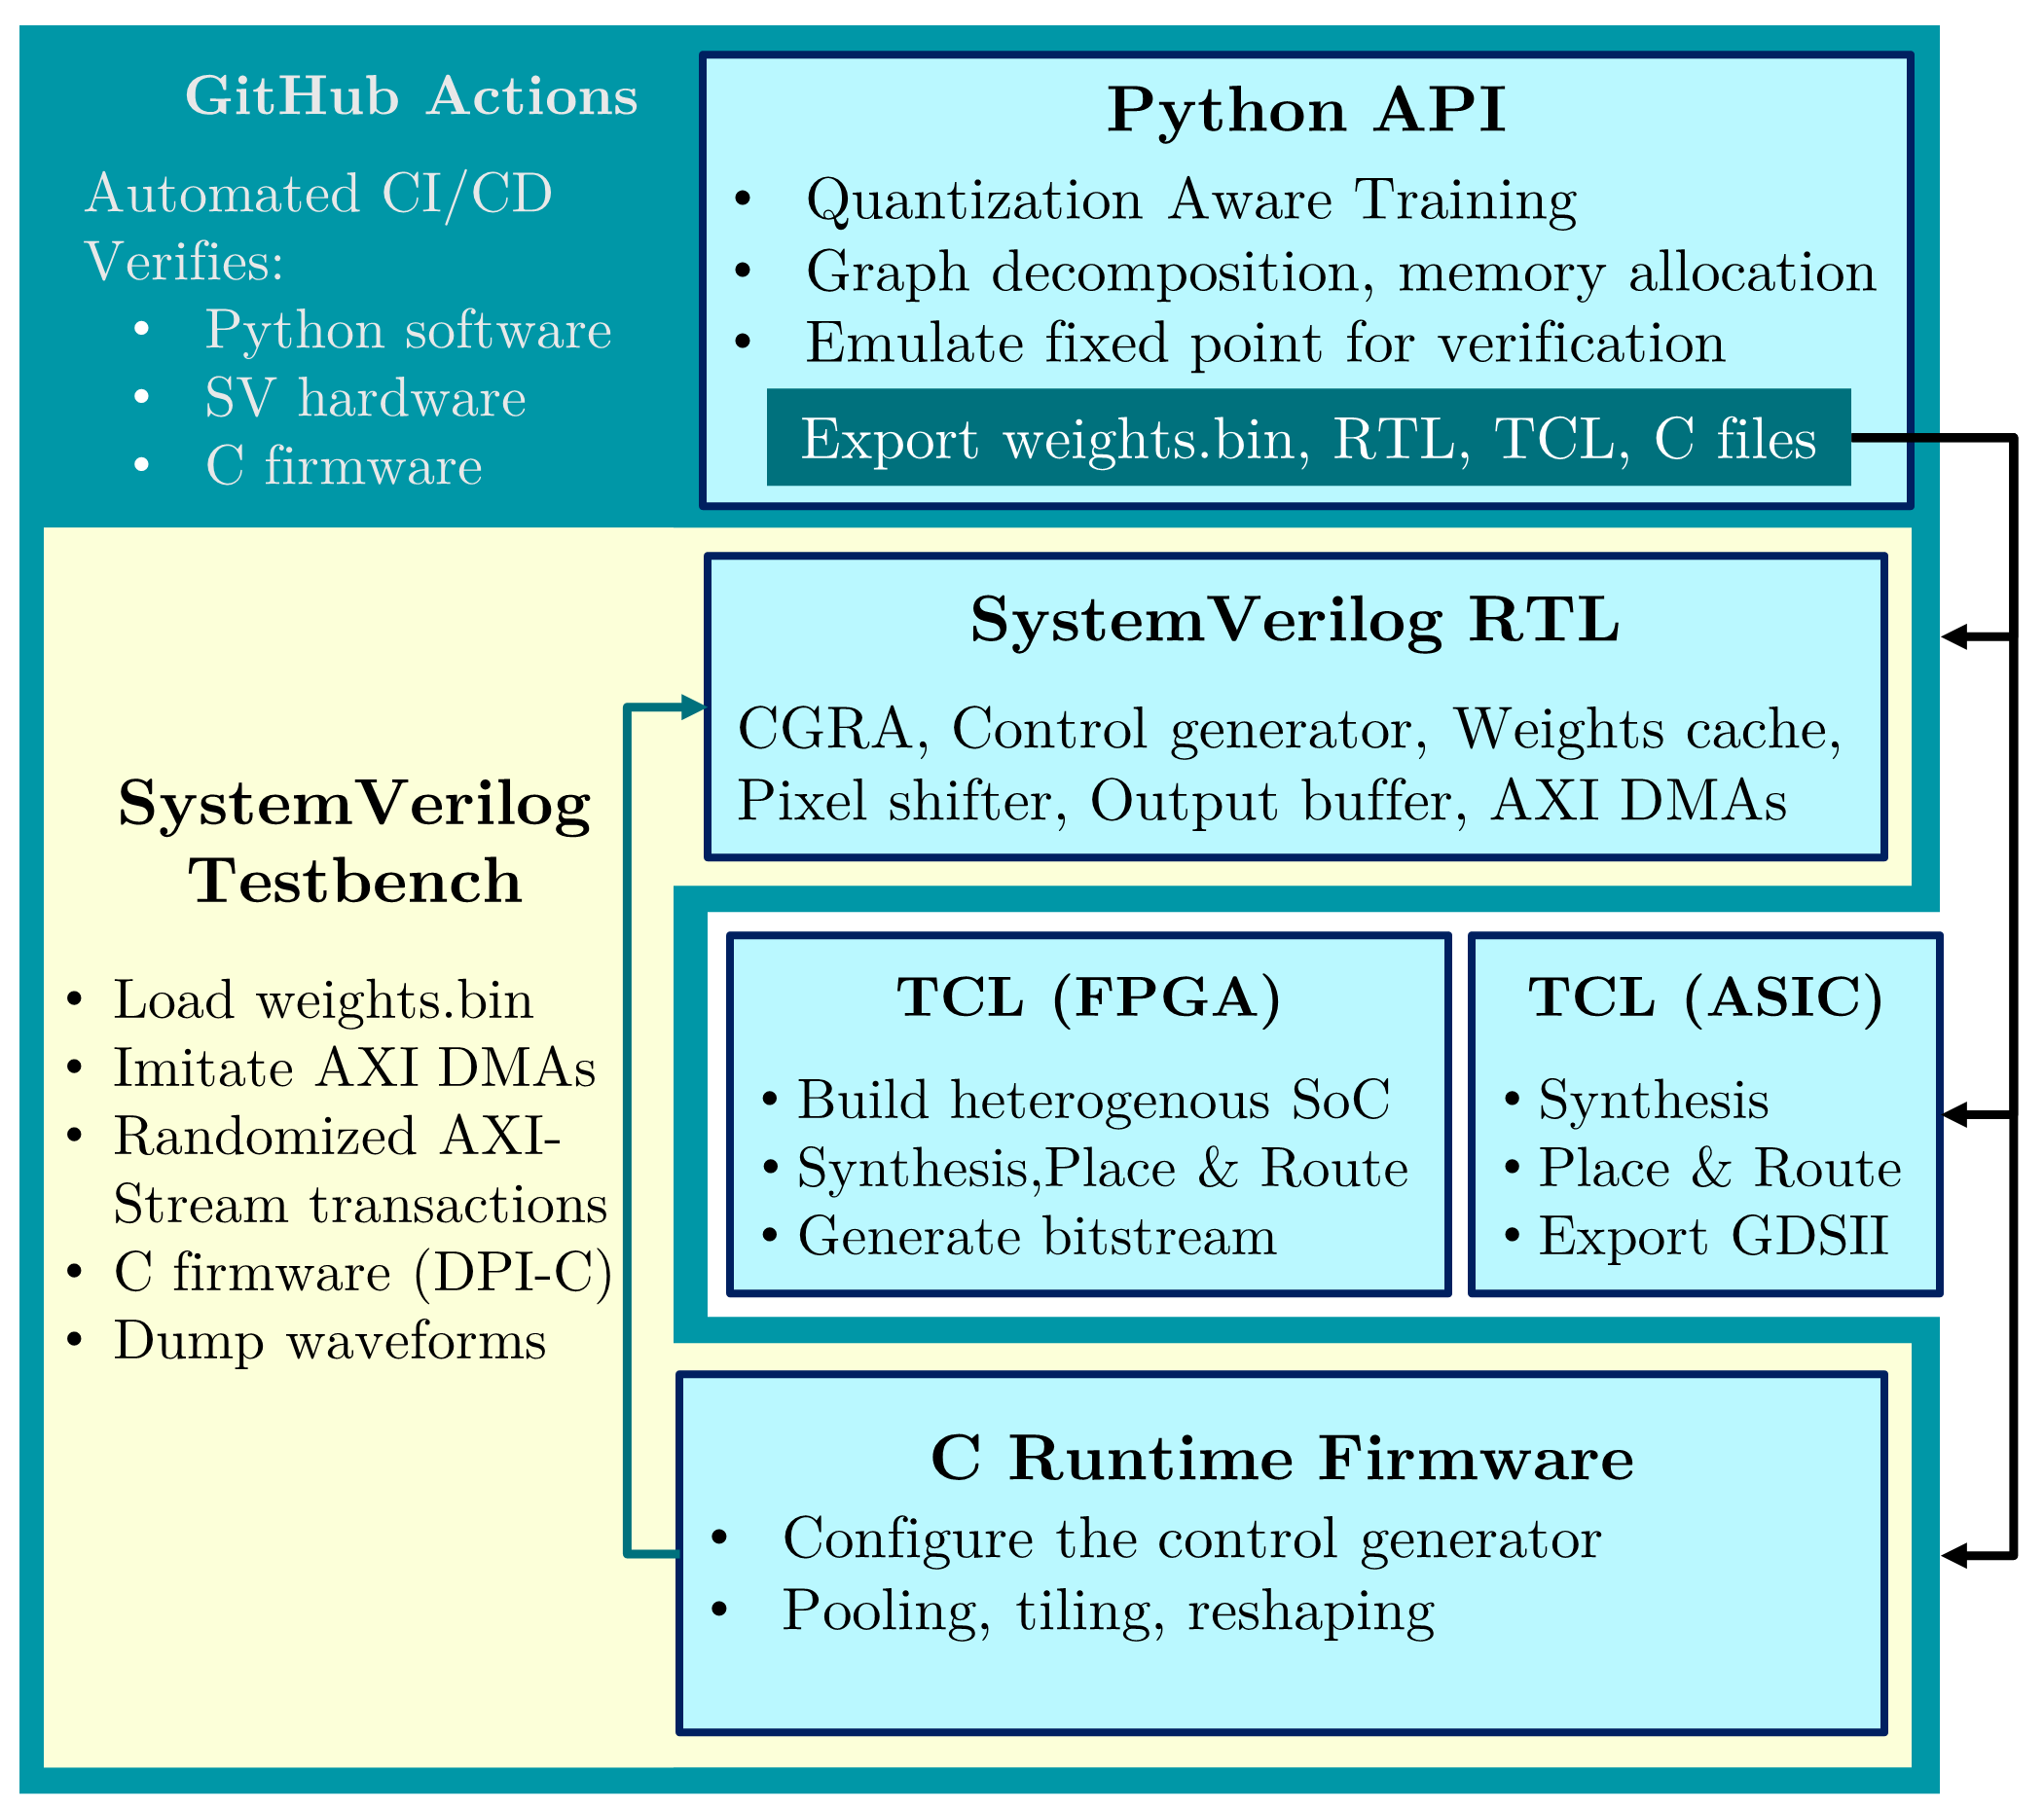 GitHub Actions
Automated CI/CD
Verifies:
• Python software
• SV hardware
• C firmware
Python API
• Quantization Aware Training
• Graph decomposition, memory allocation
• Emulate fixed point for verification
Export weights.bin, RTL, TCL, C files
SystemVerilog RTL
CGRA, Control generator, Weights cache,
Pixel shifter, Output buffer, AXI DMAs
SystemVerilog
Testbench
• Load weights.bin
• Imitate AXI DMAs
• Randomized AXI-
Stream transactions
• C firmware (DPI-C)
• Dump waveforms
TCL (FPGA)
• Build heterogenous SoC
• Synthesis,Place & Route
• Generate bitstream
TCL (ASIC)
• Synthesis
• Place & Route
• Export GDSII
C Runtime Firmware
• Configure the control generator
• Pooling, tiling, reshaping